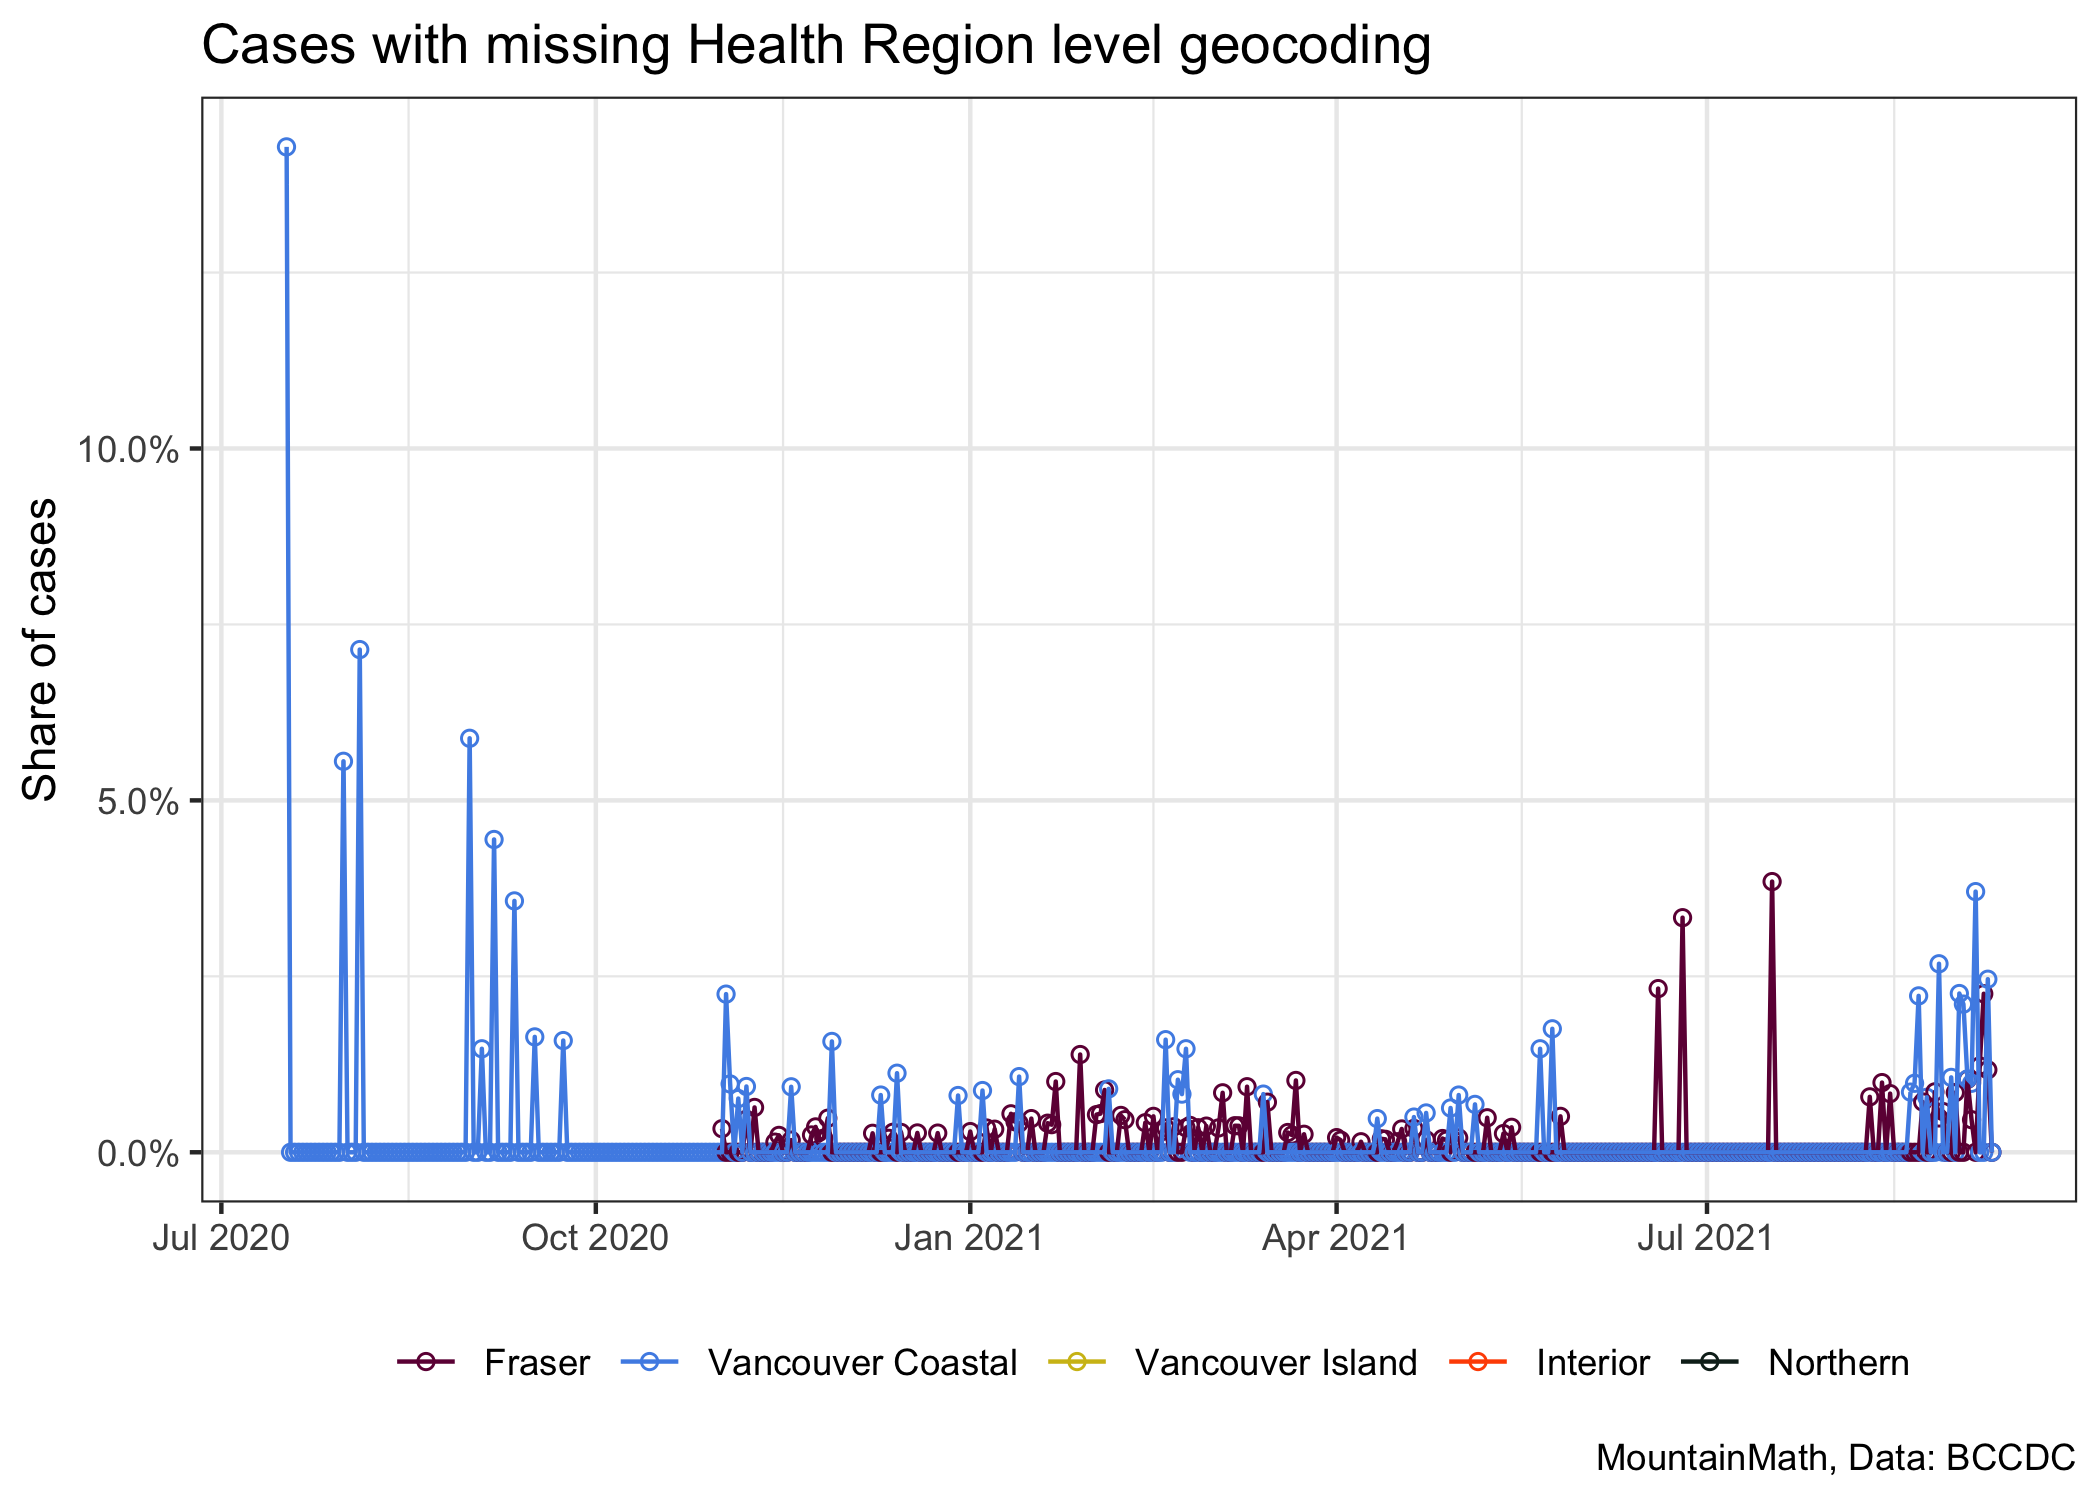 Cases with missing Health Region level geocoding
Share of cases
10.0%
5.0%
0.0%
Jul 2020 Oct 2020 Jan 2021 Apr 2021 Jul 2021
Fraser Vancouver Coastal Vancouver Island Interior Northern
MountainMath, Data: BCCDC